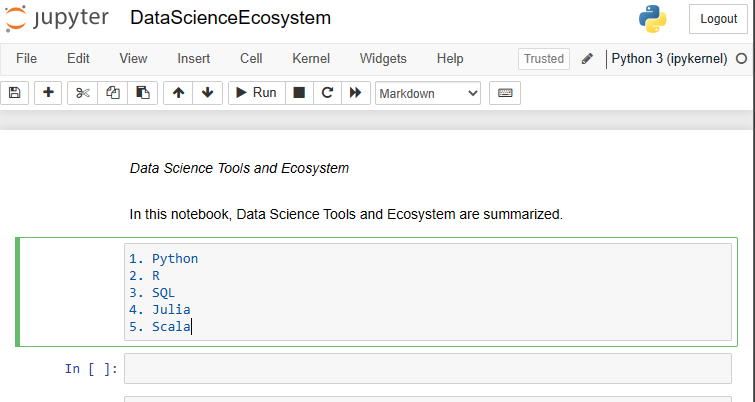 jupyter DataScienceEcosystem Logout
File Edit View Insert Cell Kernel Widgets Help Trusted Python 3 (ipykernel)
Run Markdown
Data Science Tools and Ecosystem
In this notebook, Data Science Tools and Ecosystem are summarized.
1. Python
2. R
3. SQL
4. Julia
5. Scala
In [ ]: